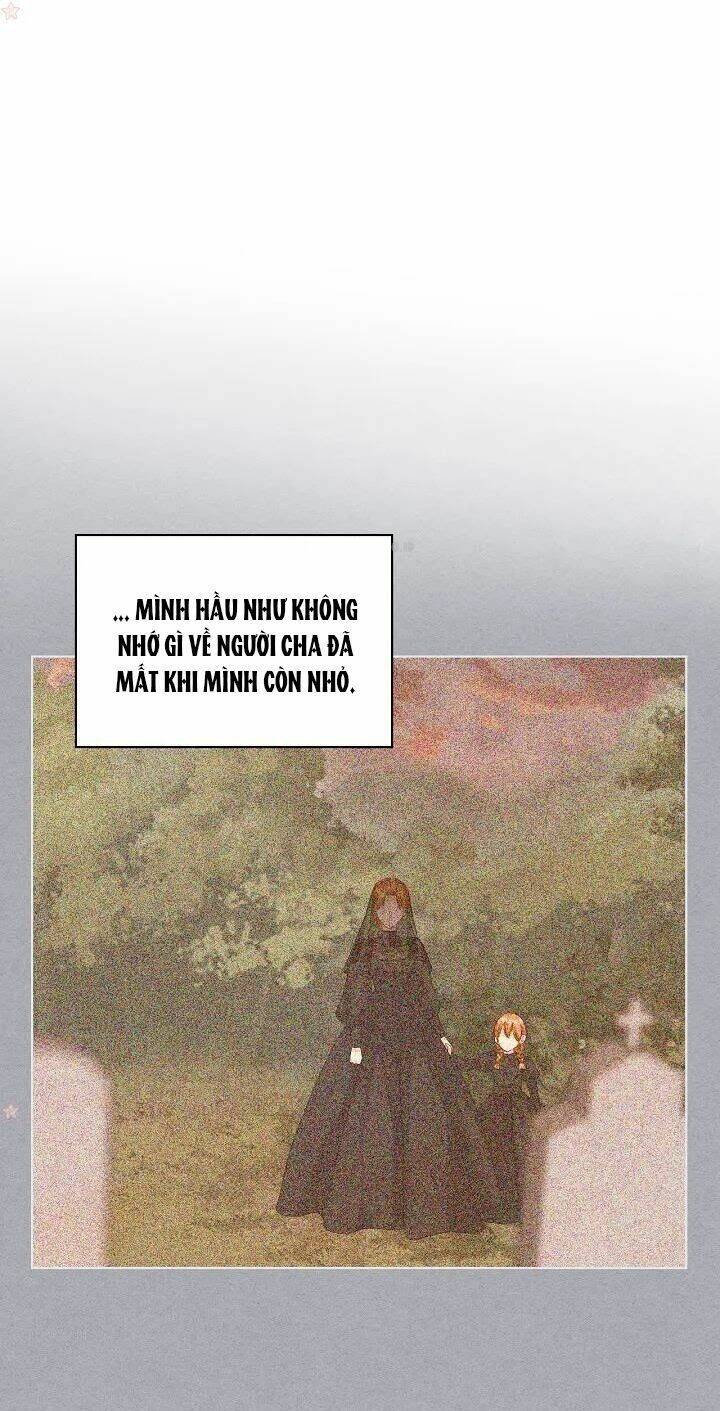 ... MÌNH HẦU NHƯ KHÔNG
NHỚ GÌ VỀ NGƯỜI CHA ĐÃ
MẤT KHI MÌNH CÒN NHỎ.